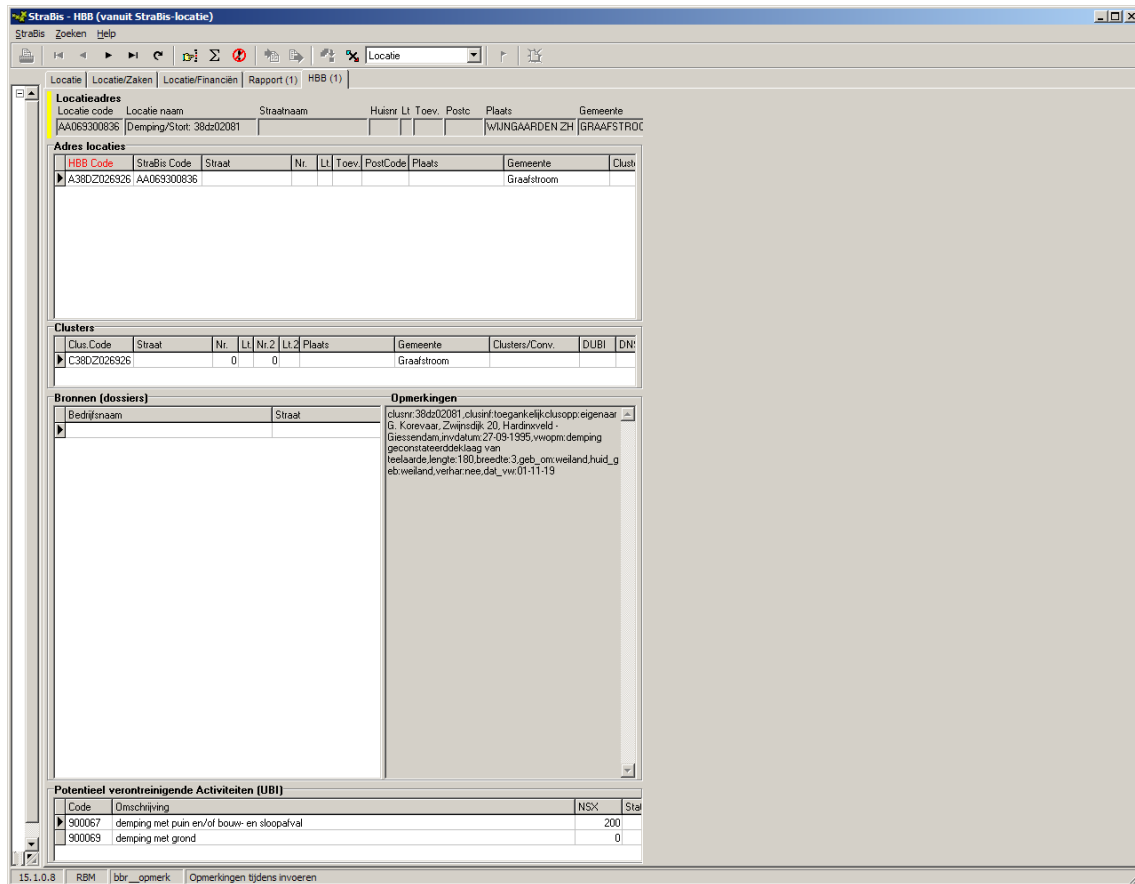 StraBis - HBB (vanuit StraBis-locatie)
StraBis Zoeken Help
Locatie
Locatie Locatie/Zaken Locatie/Financiën Rapport (1) HBB (1)
Locatieadres
Locatie code Locatie naam Straatnaam Huisnr Lt Toev. Postc Plaats Gemeente
AA069300836 Demping/Stort: 38dz02081 WIJNGAARDEN ZH GRAAFSTROO
Adres locaties
HBB Code StraBis Code Straat Nr. Lt. Toev. PostCode Plaats Gemeente Clust
A38DZ026926 AA069300836 Graafstroom
Clusters
Clus.Code Straat Nr. Lt. Nr.2 Lt.2 Plaats Gemeente Clusters/Conv. DUBI DNS
C38DZ026926 0 0 Graafstroom
Bronnen (dossiers)
Bedrijfsnaam Straat
Opmerkingen
clusnr:38dz02081,clusinf:toegankelijkclusopp:eigenaar
G. Korevaar, Zwijnsdijk 20, Hardinxveld -
Giessendam,invdatum:27-09-1995,vwopm:demping
geconstateerddeklaag van
teelaarde,lengte:180,breedte:3,geb_om:weiland,huid_g
eb:weiland,verhar:nee,dat_vw:01-11-19
Potentieel verontreinigende Activiteiten (UBI)
Code Omschrijving NSX Stat
900067 demping met puin en/of bouw- en sloopafval 200
900069 demping met grond 0
15.1.0.8 RBM bbr__opmerk Opmerkingen tijdens invoeren